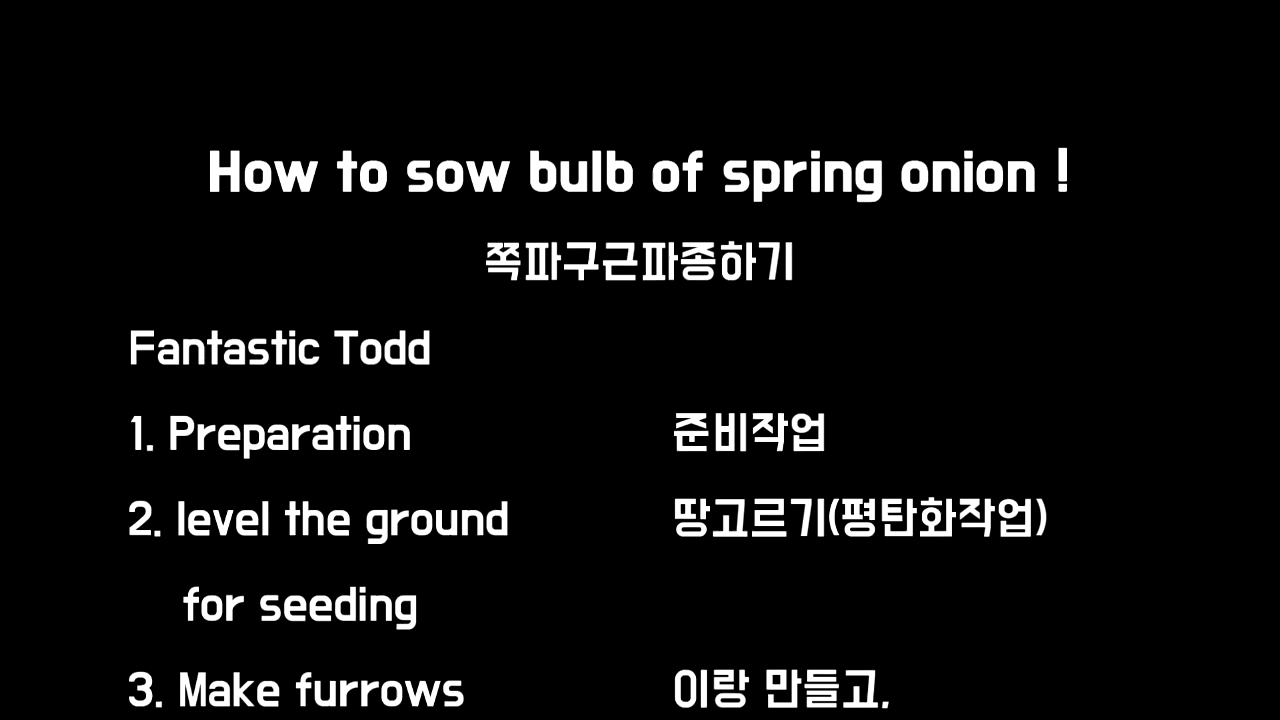 How to sow bulb of spring onion !
쪽파구근파종하기
Fantastic Todd
1. Preparation 준비작업
2. level the ground 땅고르기(평탄화작업)
for seeding
3. Make furrows 이랑 만들고,